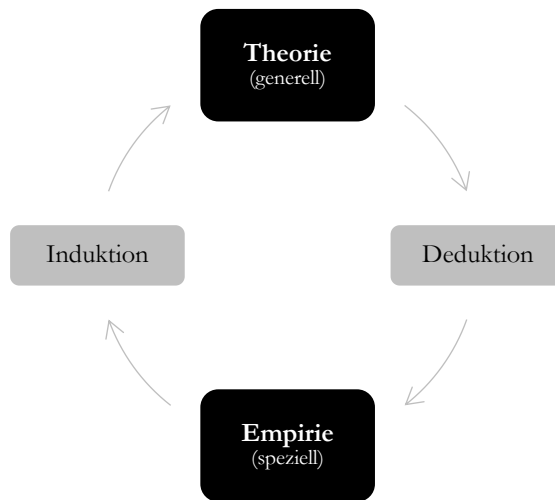 Theorie
(generell)
Induktion
Deduktion
Empirie
(speziell)